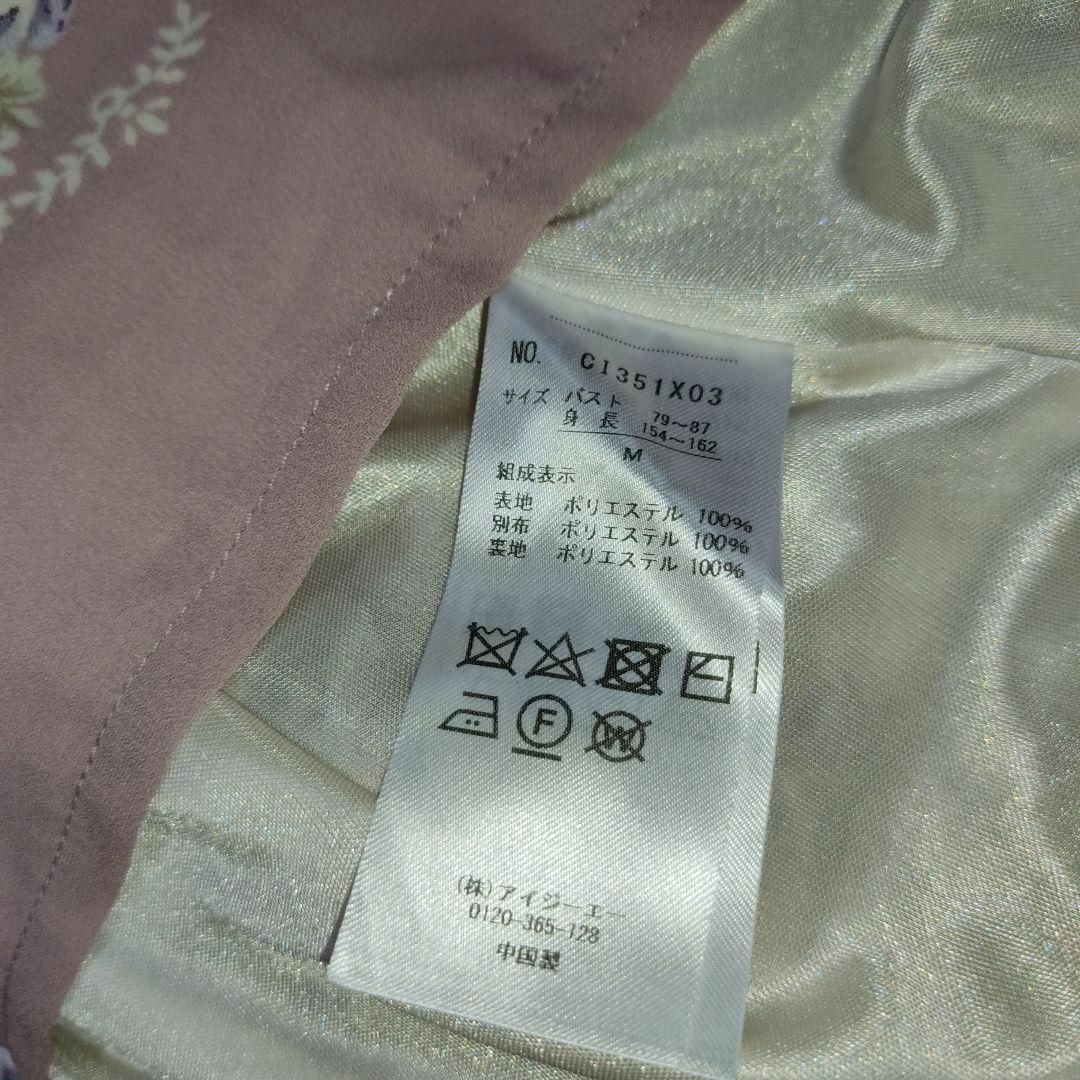 NO. CI351X03
サイズ バスト 79〜87
身長 154〜162
M
組成表示
表地 ポリエステル 100%
別布 ポリエステル 100%
裏地 ポリエステル 100%
F
W
(株)アイジーエー
0120-365-128
中国製